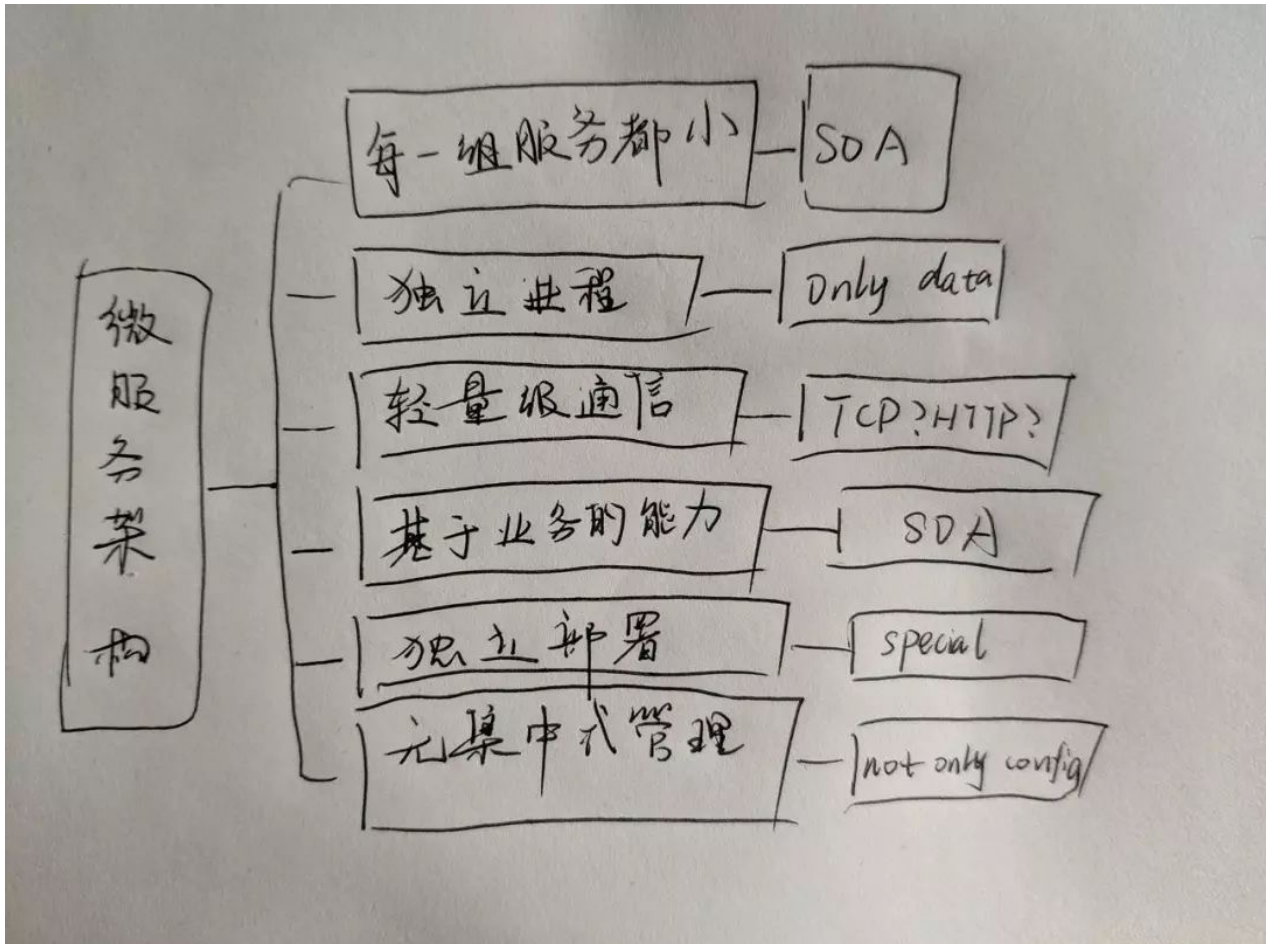 微服务架构
每一组服务都小
SOA
独立进程
only data
轻量级通信
TCP?HTTP?
基于业务的能力
SOA
独立部署
special
无集中式管理
not only config